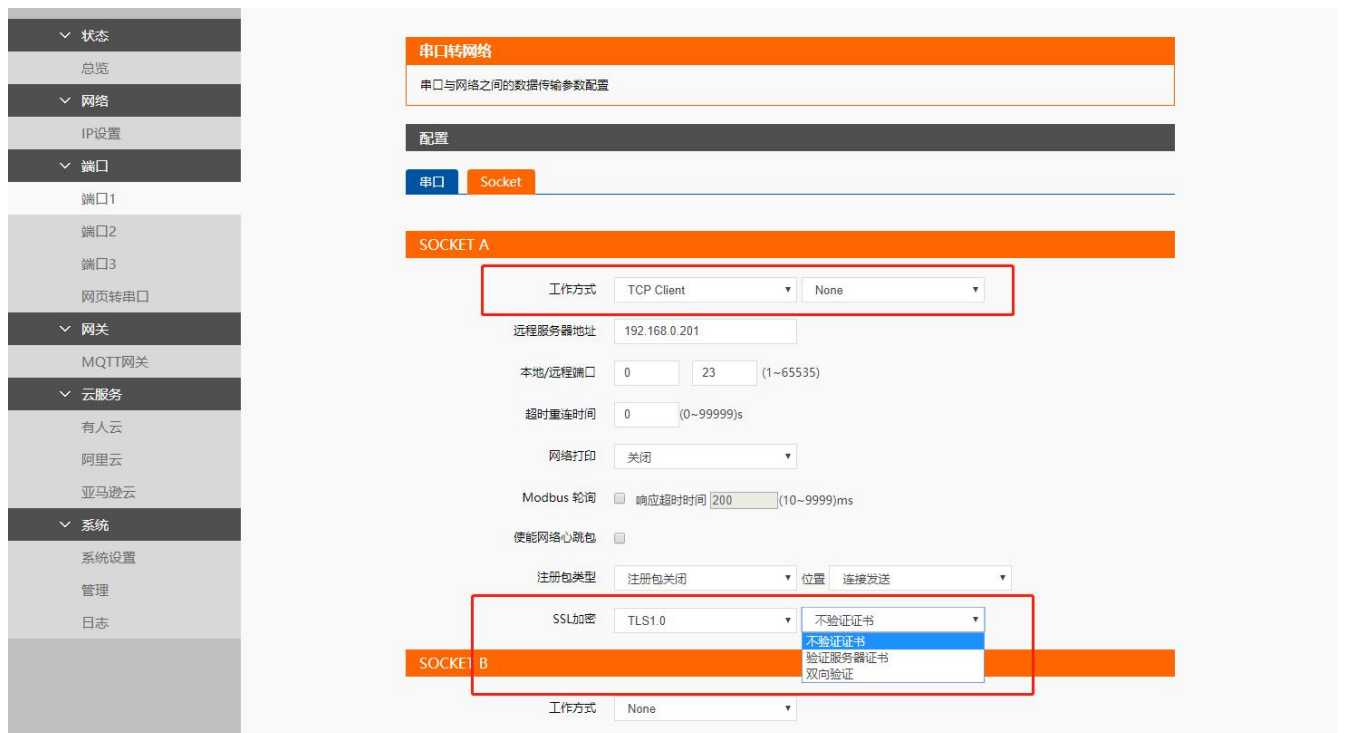 状态
总览
网络
IP设置
端口
端口1
端口2
端口3
网页转串口
网关
MQTT网关
云服务
有人云
阿里云
亚马逊云
系统
系统设置
管理
日志
串口转网络
串口与网络之间的数据传输参数配置
配置
串口 Socket
SOCKET A
工作方式 TCP Client None
远程服务器地址 192.168.0.201
本地/远程端口 0 23 (1~65535)
超时重连时间 0 (0~99999)s
网络打印 关闭
Modbus 轮询 响应超时时间 200 (10~9999)ms
使能网络心跳包
注册包类型 注册包关闭 位置 连接发送
SSL加密 TLS1.0 不验证证书
不验证证书
验证服务器证书
双向验证
SOCKET B
工作方式 None